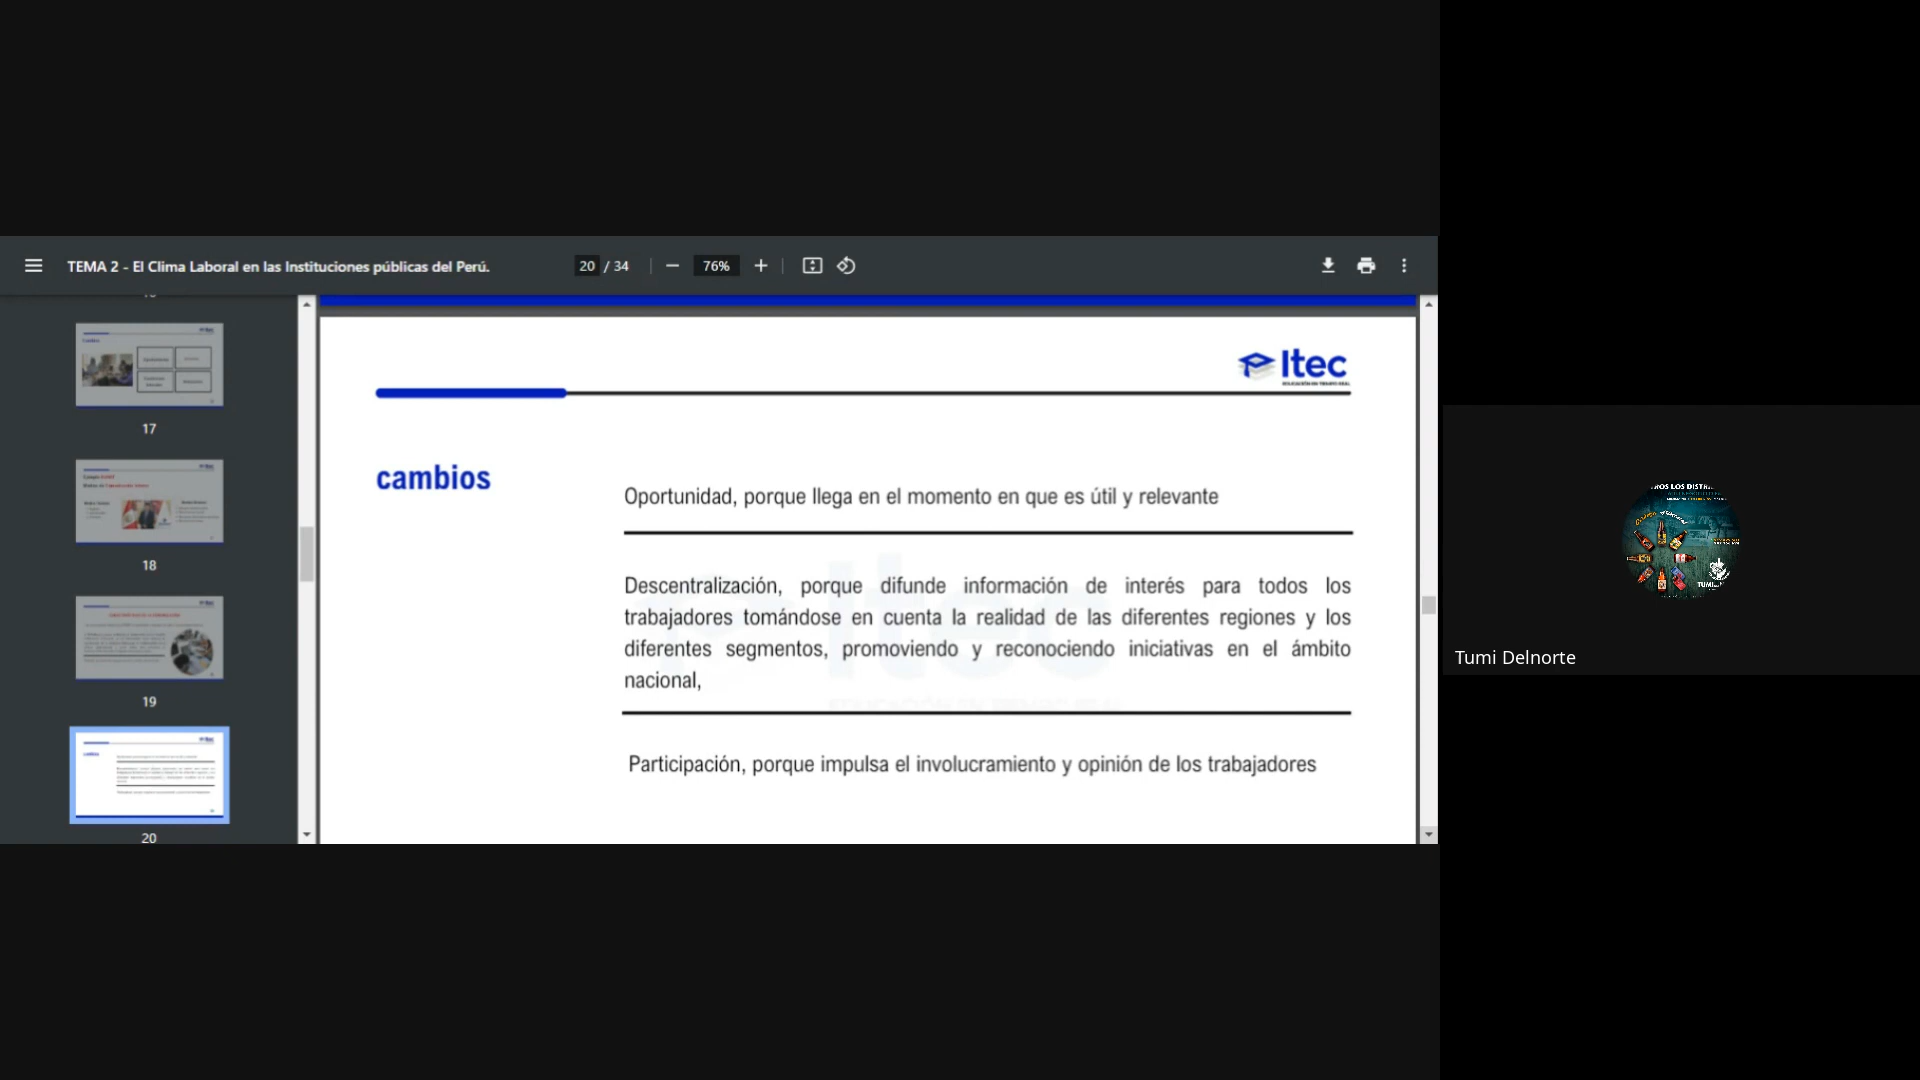 TEMA 2 - El Clima Laboral en las Instituciones públicas del Perú.
20 / 34
76%
17
18
19
20
Itec
cambios
Oportunidad, porque llega en el momento en que es útil y relevante
Descentralización, porque difunde información de interés para todos los
trabajadores tomándose en cuenta la realidad de las diferentes regiones y los
diferentes segmentos, promoviendo y reconociendo iniciativas en el ámbito
nacional,
Participación, porque impulsa el involucramiento y opinión de los trabajadores
Tumi Delnorte